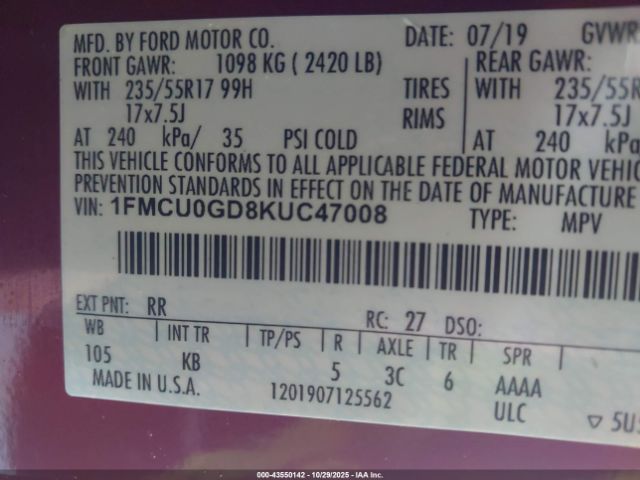 MFD. BY FORD MOTOR CO. DATE: 07/19 GVWR
FRONT GAWR: 1098 KG ( 2420 LB) REAR GAWR:
WITH 235/55R17 99H TIRES WITH 235/55R
17x7.5J RIMS 17x7.5J
AT 240 kPa/ 35 PSI COLD AT 240 kPa/
THIS VEHICLE CONFORMS TO ALL APPLICABLE FEDERAL MOTOR VEHIC
PREVENTION STANDARDS IN EFFECT ON THE DATE OF MANUFACTURE
VIN: 1FMCU0GD8KUC47008 TYPE: MPV
EXT PNT: RR RC: 27 DSO:
WB INT TR TP/PS R AXLE TR SPR
105 KB 5 3C 6 AAAA
MADE IN U.S.A. 1201907125562 ULC ▽ 5U5
000-43550142 - 10/29/2025 - IAA Inc.